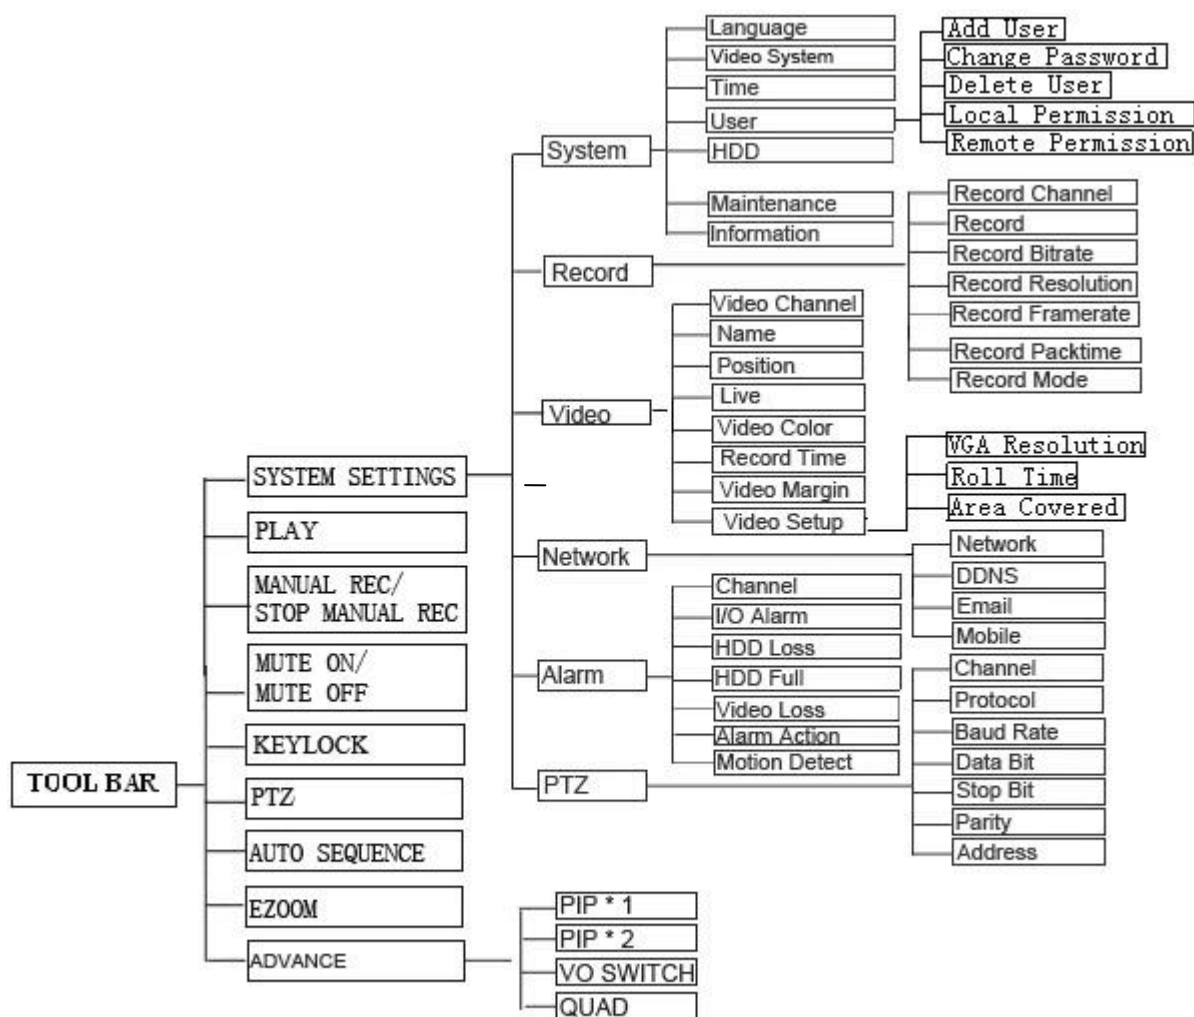 TOOL BAR
SYSTEM SETTINGS
PLAY
MANUAL REC/
STOP MANUAL REC
MUTE ON/
MUTE OFF
KEYLOCK
PTZ
AUTO SEQUENCE
EZOOM
ADVANCE
System
Record
Video
Network
Alarm
PTZ
PIP * 1
PIP * 2
VO SWITCH
QUAD
Language
Video System
Time
User
HDD
Maintenance
Information
Video Channel
Name
Position
Live
Video Color
Record Time
Video Margin
Video Setup
Channel
I/O Alarm
HDD Loss
HDD Full
Video Loss
Alarm Action
Motion Detect
Add User
Change Password
Delete User
Local Permission
Remote Permission
Record Channel
Record
Record Bitrate
Record Resolution
Record Framerate
Record Packtime
Record Mode
VGA Resolution
Roll Time
Area Covered
Network
DDNS
Email
Mobile
Channel
Protocol
Baud Rate
Data Bit
Stop Bit
Parity
Address